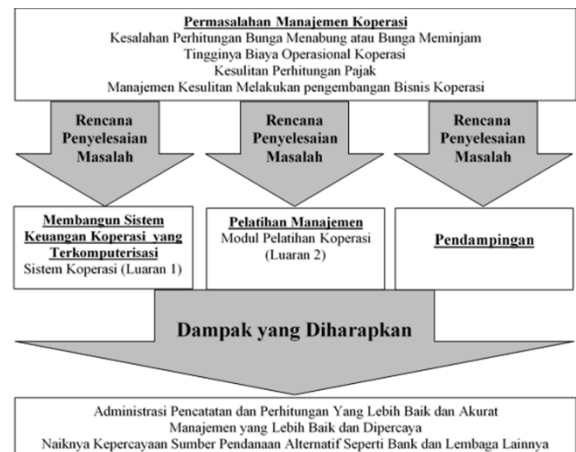 Permasalahan Manajemen Koperasi
Kesalahan Perhitungan Bunga Menabung atau Bunga Meminjam
Tingginya Biaya Operasional Koperasi
Kesulitan Perhitungan Pajak
Manajemen Kesulitan Melakukan pengembangan Bisnis Koperasi
Rencana
Penyelesaian
Masalah
Rencana
Penyelesaian
Masalah
Rencana
Penyelesaian
Masalah
Membangun Sistem
Keuangan Koperasi yang
Terkomputerisasi
Sistem Koperasi (Luaran 1)
Pelatihan Manajemen
Modul Pelatihan Koperasi
(Luaran 2)
Pendampingan
Dampak yang Diharapkan
Administrasi Pencatatan dan Perhitungan Yang Lebih Baik dan Akurat
Manajemen yang Lebih Baik dan Dipercaya
Naiknya Kepercayaan Sumber Pendanaan Alternatif Seperti Bank dan Lembaga Lainnya